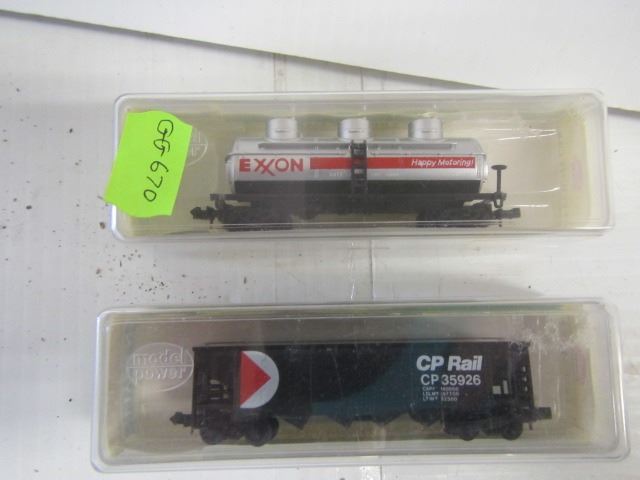 GG670
EXXON
Happy Motoring!
model
power
CP Rail
CP 35926